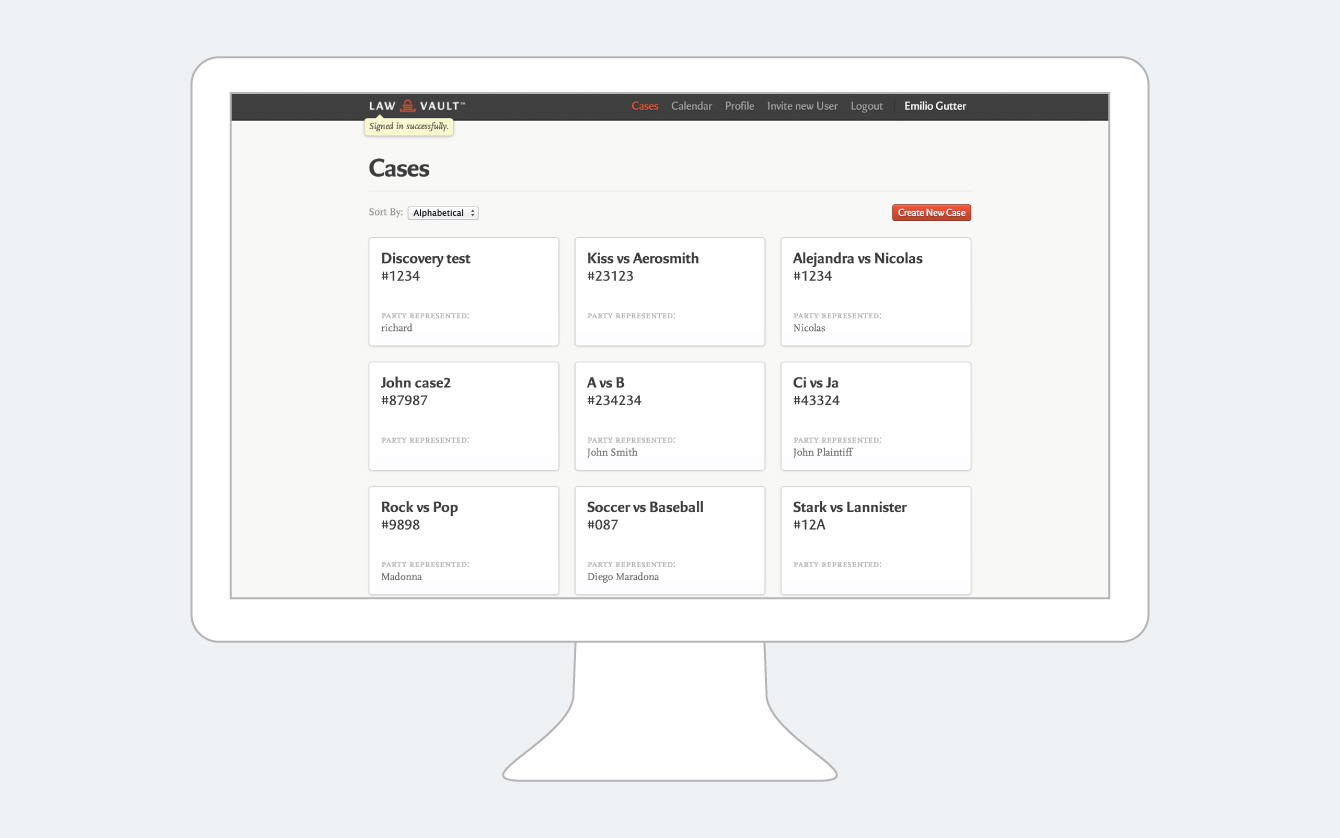 LAW VAULT™
Cases Calendar Profile Invite new User Logout Emilio Gutter
Signed in successfully.
Cases
Sort By: Alphabetical
Create New Case
Discovery test
#1234
PARTY REPRESENTED:
richard
Kiss vs Aerosmith
#23123
PARTY REPRESENTED:
Alejandra vs Nicolas
#1234
PARTY REPRESENTED:
Nicolas
John case2
#87987
PARTY REPRESENTED:
A vs B
#234234
PARTY REPRESENTED:
John Smith
Ci vs Ja
#43324
PARTY REPRESENTED:
John Plaintiff
Rock vs Pop
#9898
PARTY REPRESENTED:
Madonna
Soccer vs Baseball
#087
PARTY REPRESENTED:
Diego Maradona
Stark vs Lannister
#12A
PARTY REPRESENTED: